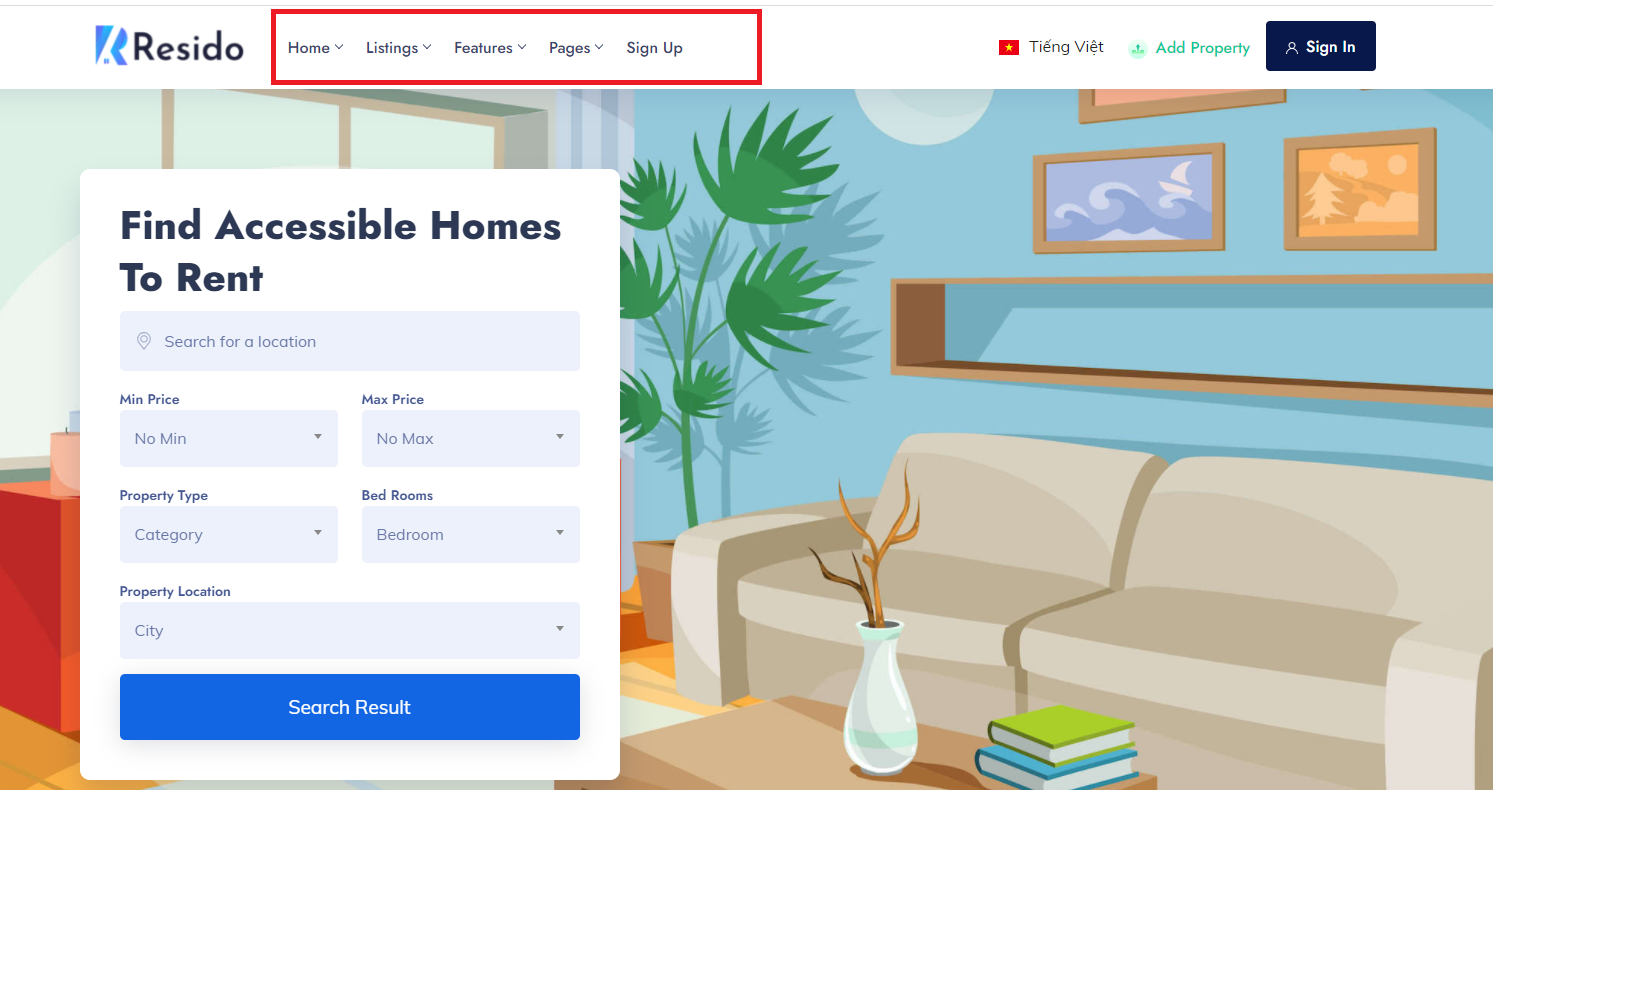 Resido
Home Listings Features Pages Sign Up
Tiếng Việt Add Property Sign In
Find Accessible Homes
To Rent
Search for a location
Min Price Max Price
No Min No Max
Property Type Bed Rooms
Category Bedroom
Property Location
City
Search Result